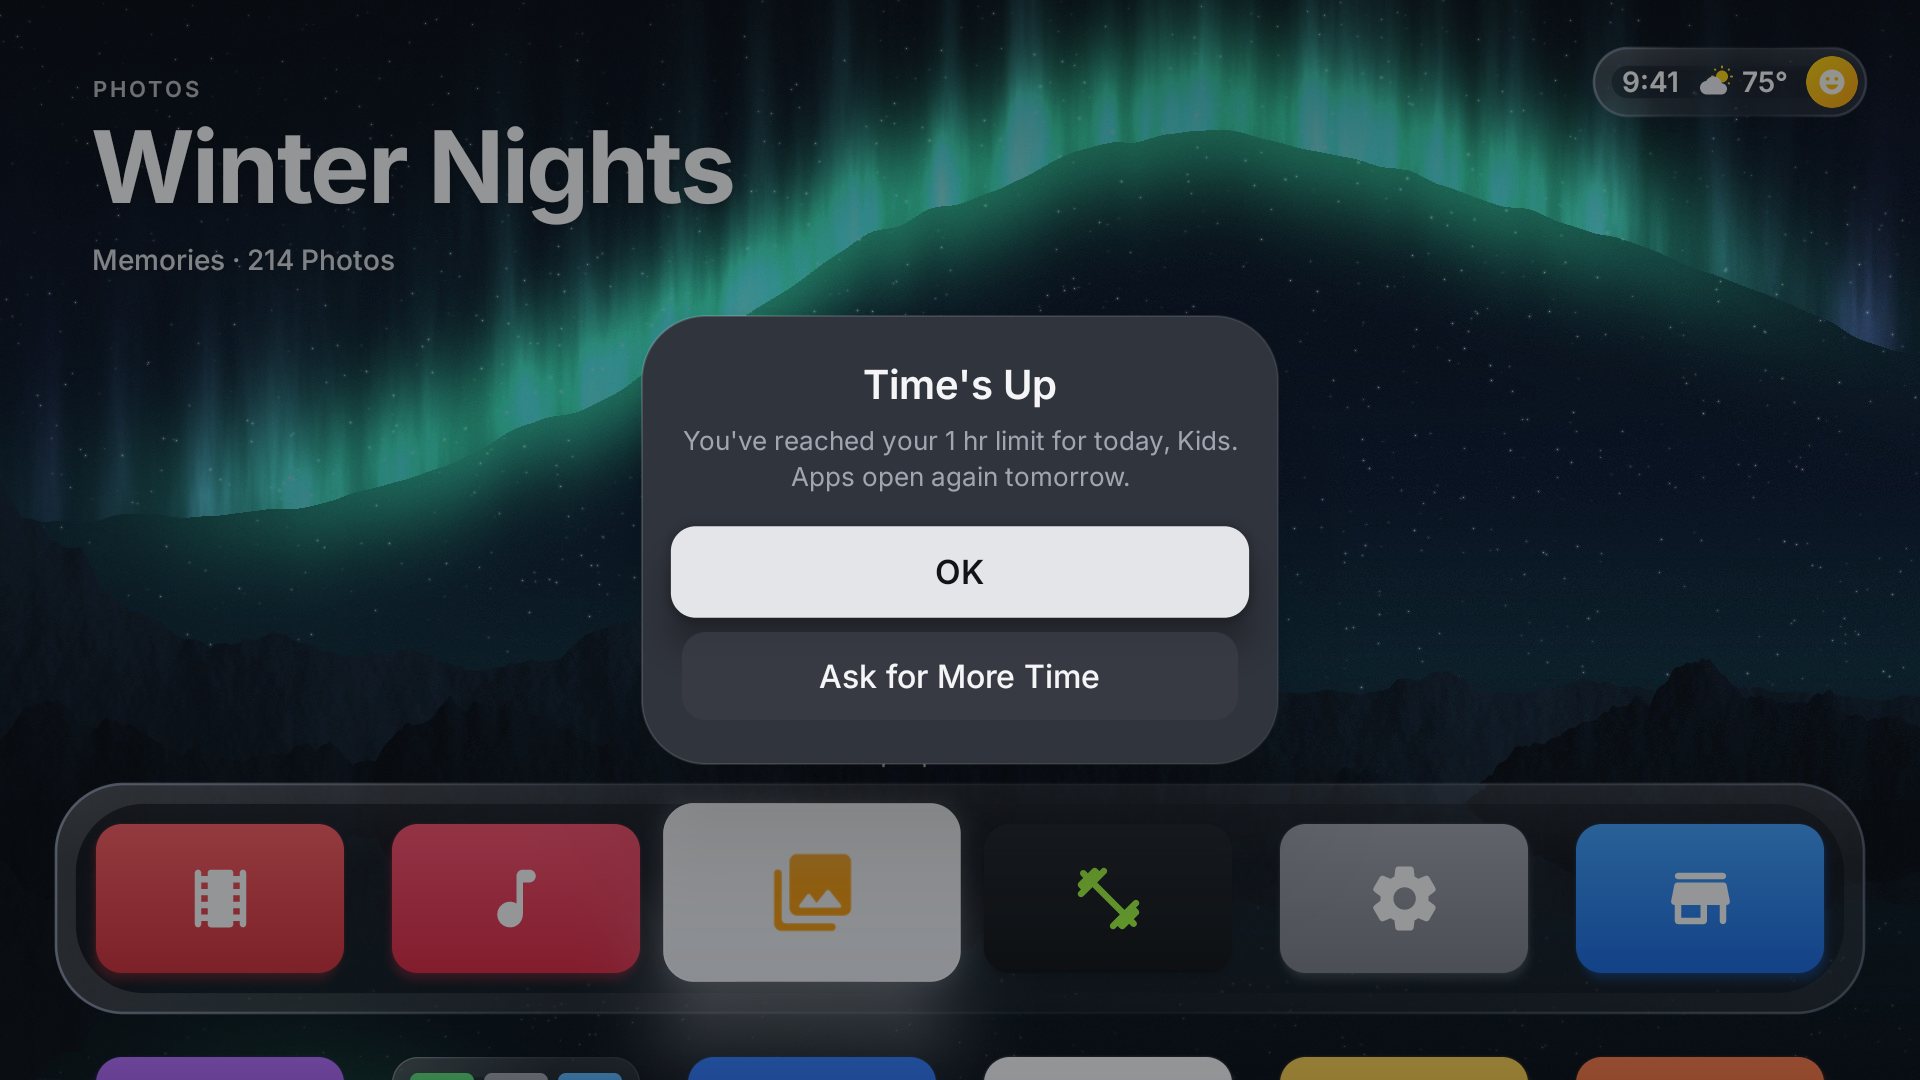 PHOTOS
Winter Nights
Memories · 214 Photos
9:41 75°
Time's Up
You've reached your 1 hr limit for today, Kids.
Apps open again tomorrow.
OK
Ask for More Time